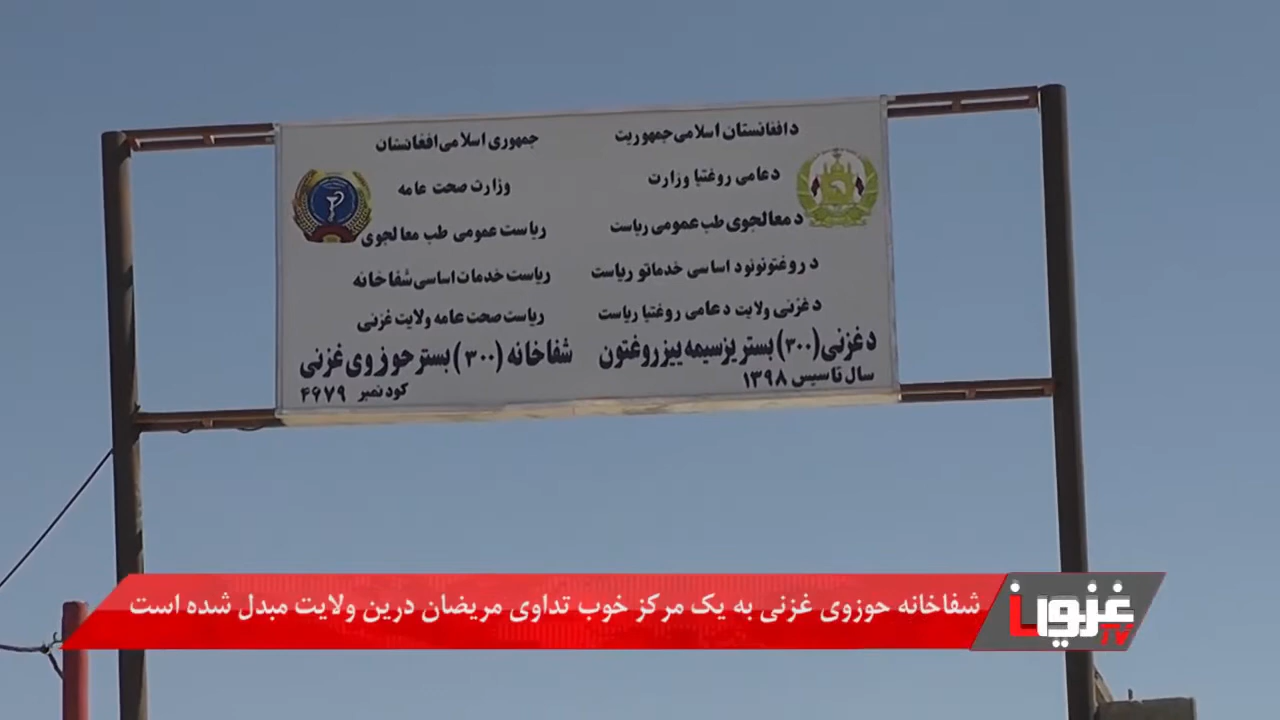 د افغانستان اسلامی جمهوریت
د عامی روغتیا وزارت
د معالجوی طب عمومی ریاست
د روغتونونو د اساسی خدماتو ریاست
د غزنی ولایت د عامی روغتیا ریاست
د غزنی (۳۰۰) بستریز سیمه ییز روغتون
سال تاسیس ۱۳۹۸
جمهوری اسلامی افغانستان
وزارت صحت عامه
ریاست عمومی طب معالجوی
ریاست خدمات اساسی شفاخانه
ریاست صحت عامه ولایت غزنی
شفاخانه (۳۰۰) بستر حوزوی غزنی
کود نمبر ۴۶۷۹
شفاخانه حوزوی غزنی به یک مرکز خوب تداوی مریضان درین ولایت مبدل شده است
TV